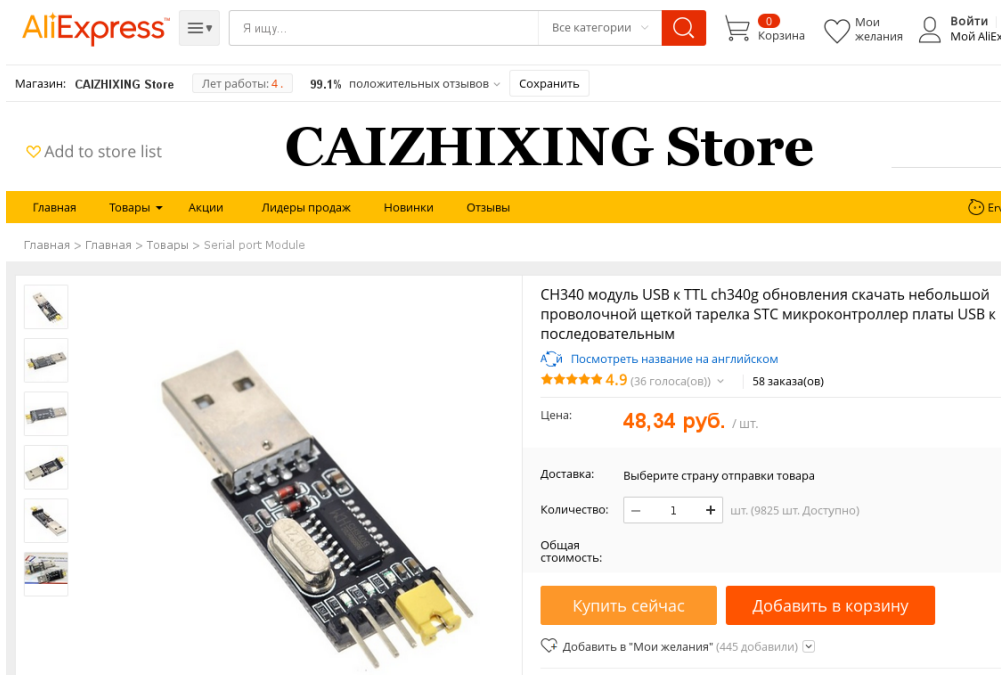 AliExpress™
Я ищу...
Все категории
0
Корзина
Мои
желания
Войти
Мой AliEx
Магазин: CAIZHIXING Store
Лет работы: 4 .
99.1% положительных отзывов
Сохранить
Add to store list
CAIZHIXING Store
Главная
Товары
Акции
Лидеры продаж
Новинки
Отзывы
Главная > Главная > Товары > Serial port Module
CH340 модуль USB к TTL ch340g обновления скачать небольшой
проволочной щеткой тарелка STC микроконтроллер платы USB к
последовательным
Посмотреть название на английском
4.9 (36 голоса(ов))
58 заказа(ов)
Цена:
48,34 руб. / шт.
Доставка:
Выберите страну отправки товара
Количество:
– 1 +
шт. (9825 шт. Доступно)
Общая
стоимость:
Купить сейчас
Добавить в корзину
Добавить в "Мои желания" (445 добавили)